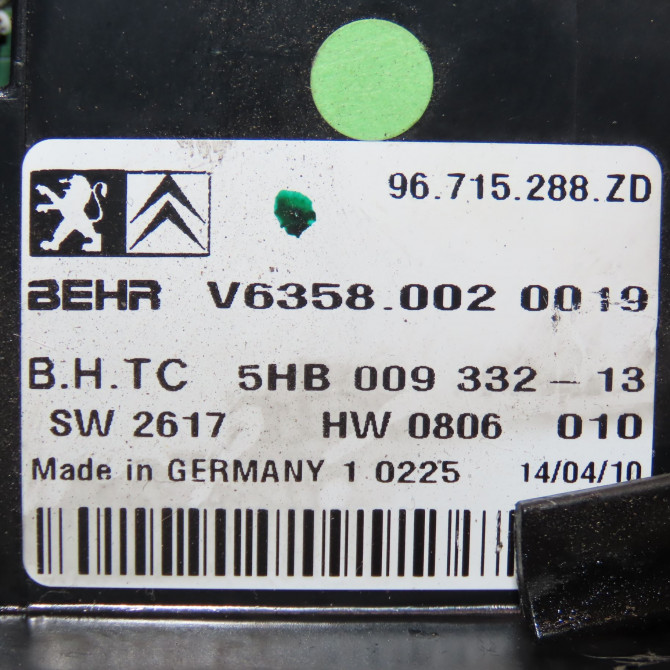 96.715.288.ZD
BEHR V6358.002 0019
B.H.TC 5HB 009 332-13
SW 2617 HW 0806 010
Made in GERMANY 1 0225 14/04/10